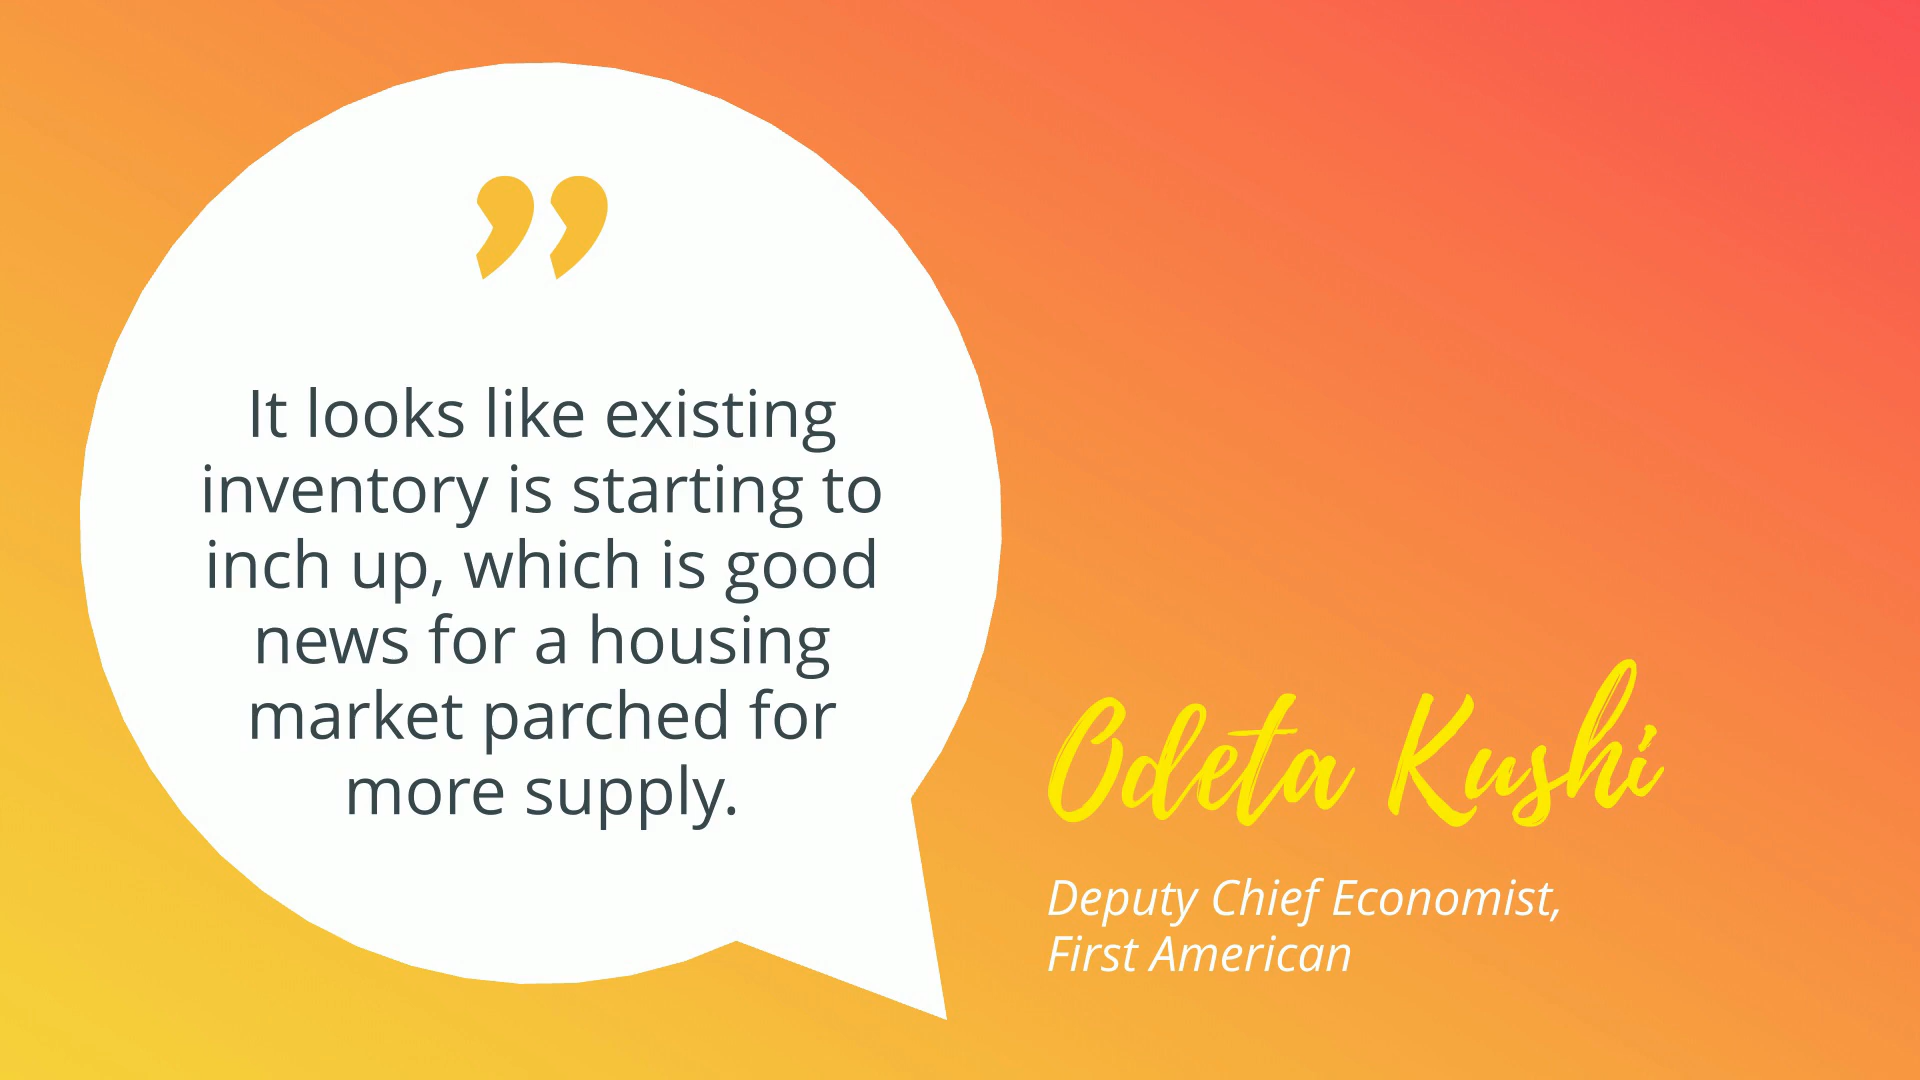 ”
It looks like existing
inventory is starting to
inch up, which is good
news for a housing
market parched for
more supply.
Odeta Kushi
Deputy Chief Economist,
First American